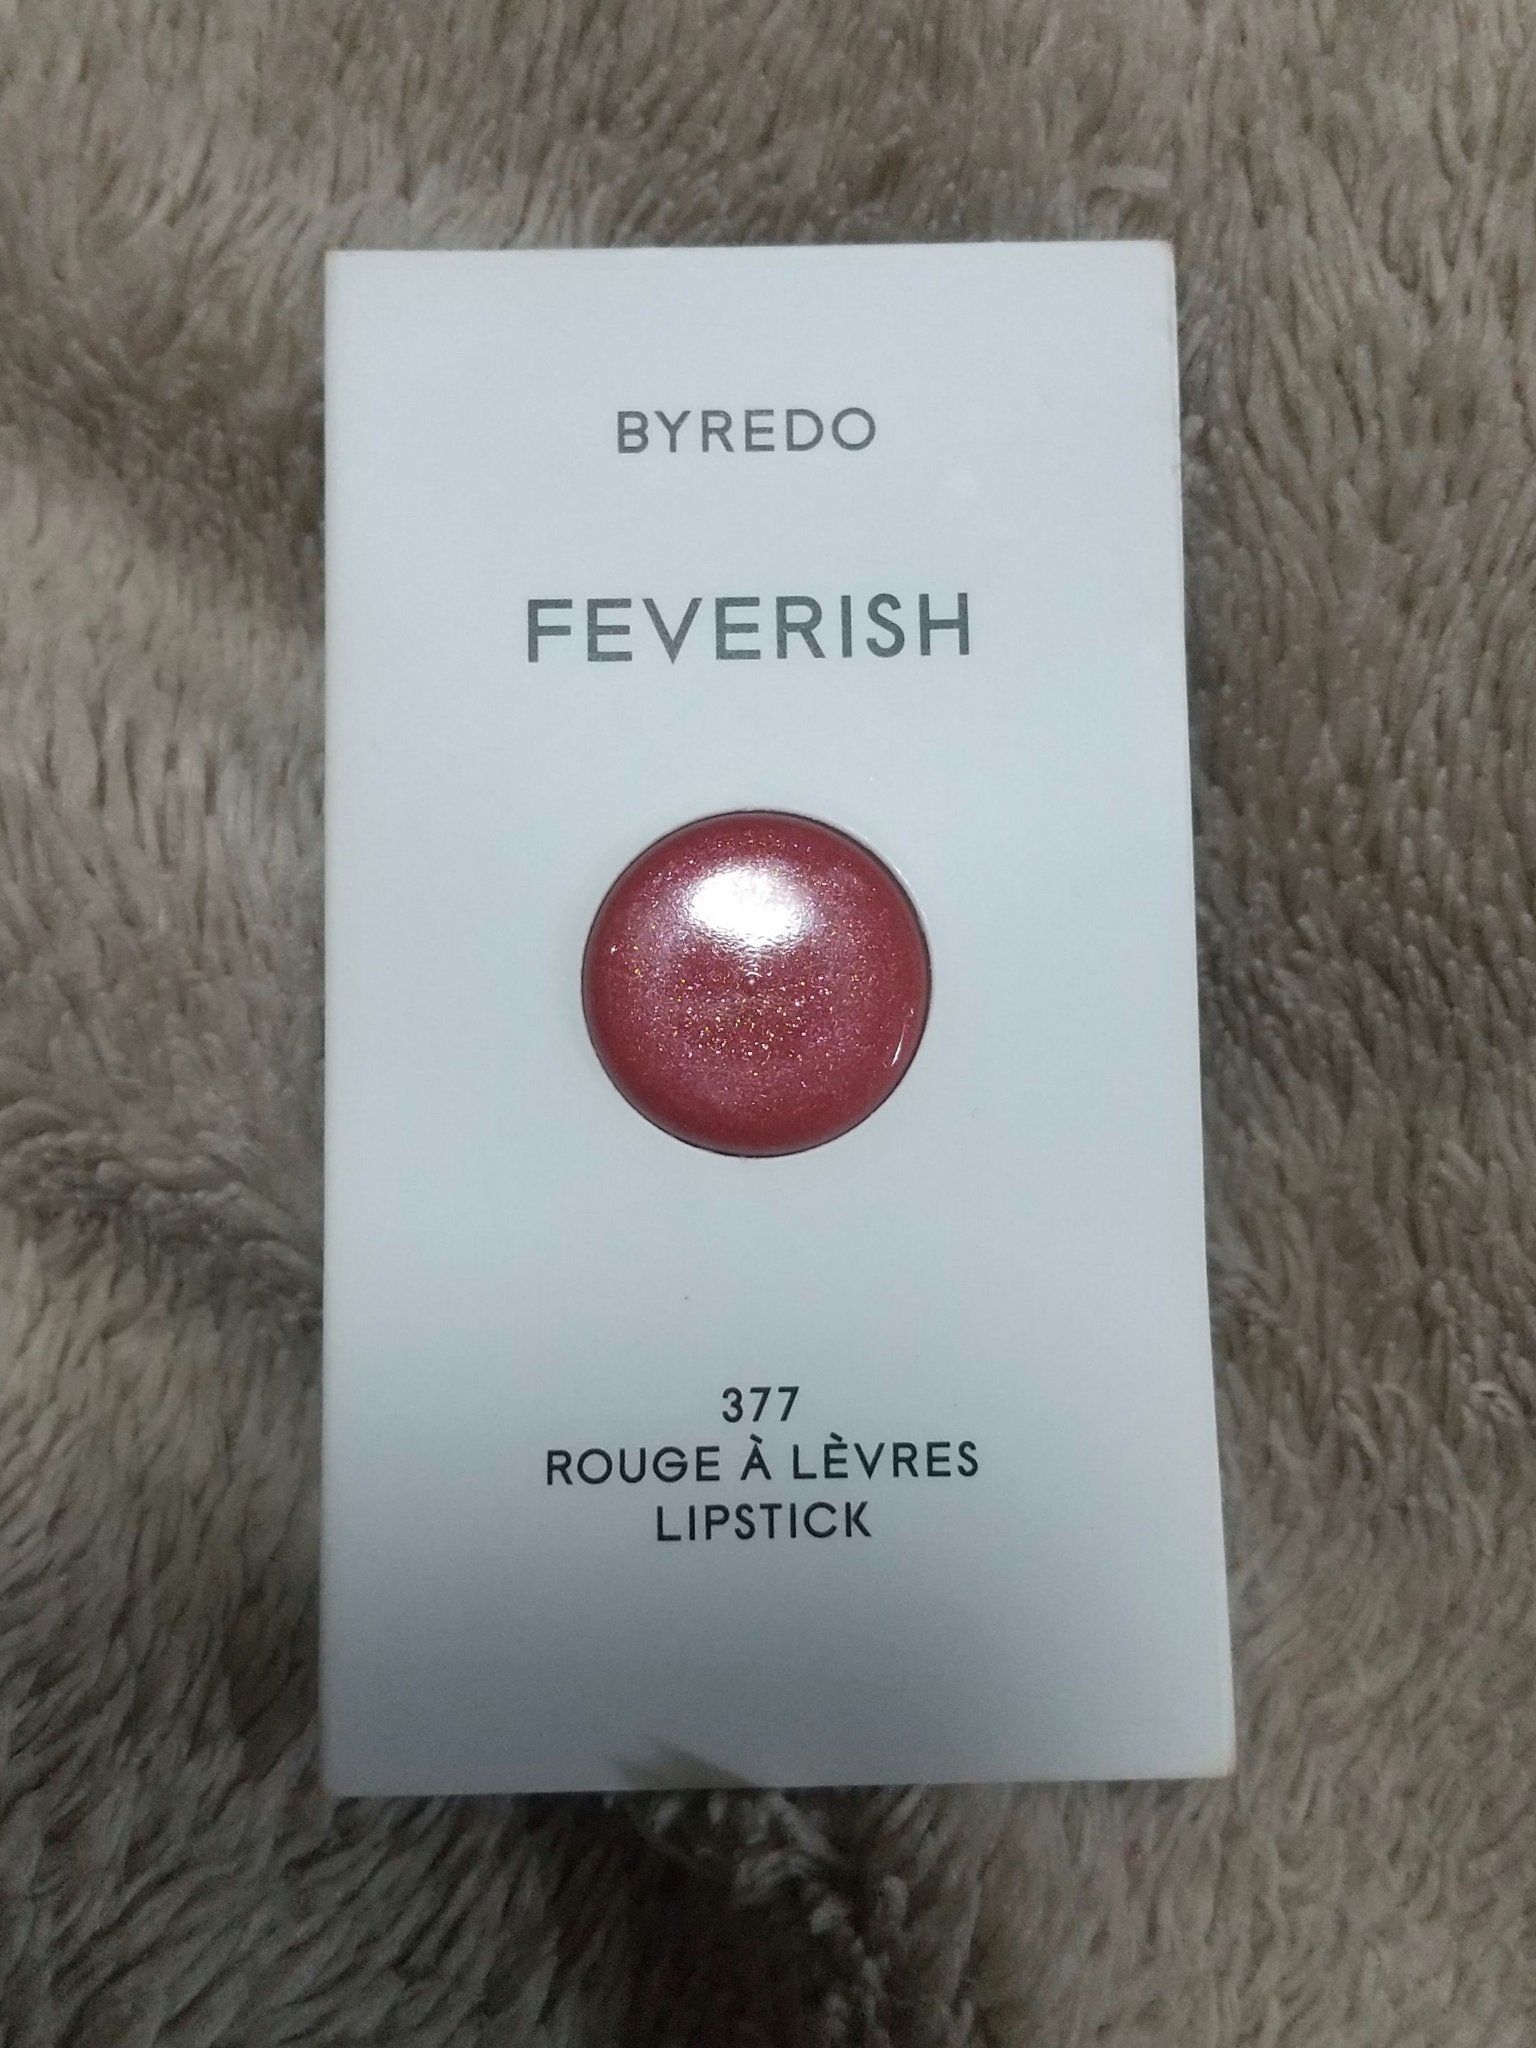 BYREDO
FEVERISH
377
ROUGE À LÈVRES
LIPSTICK